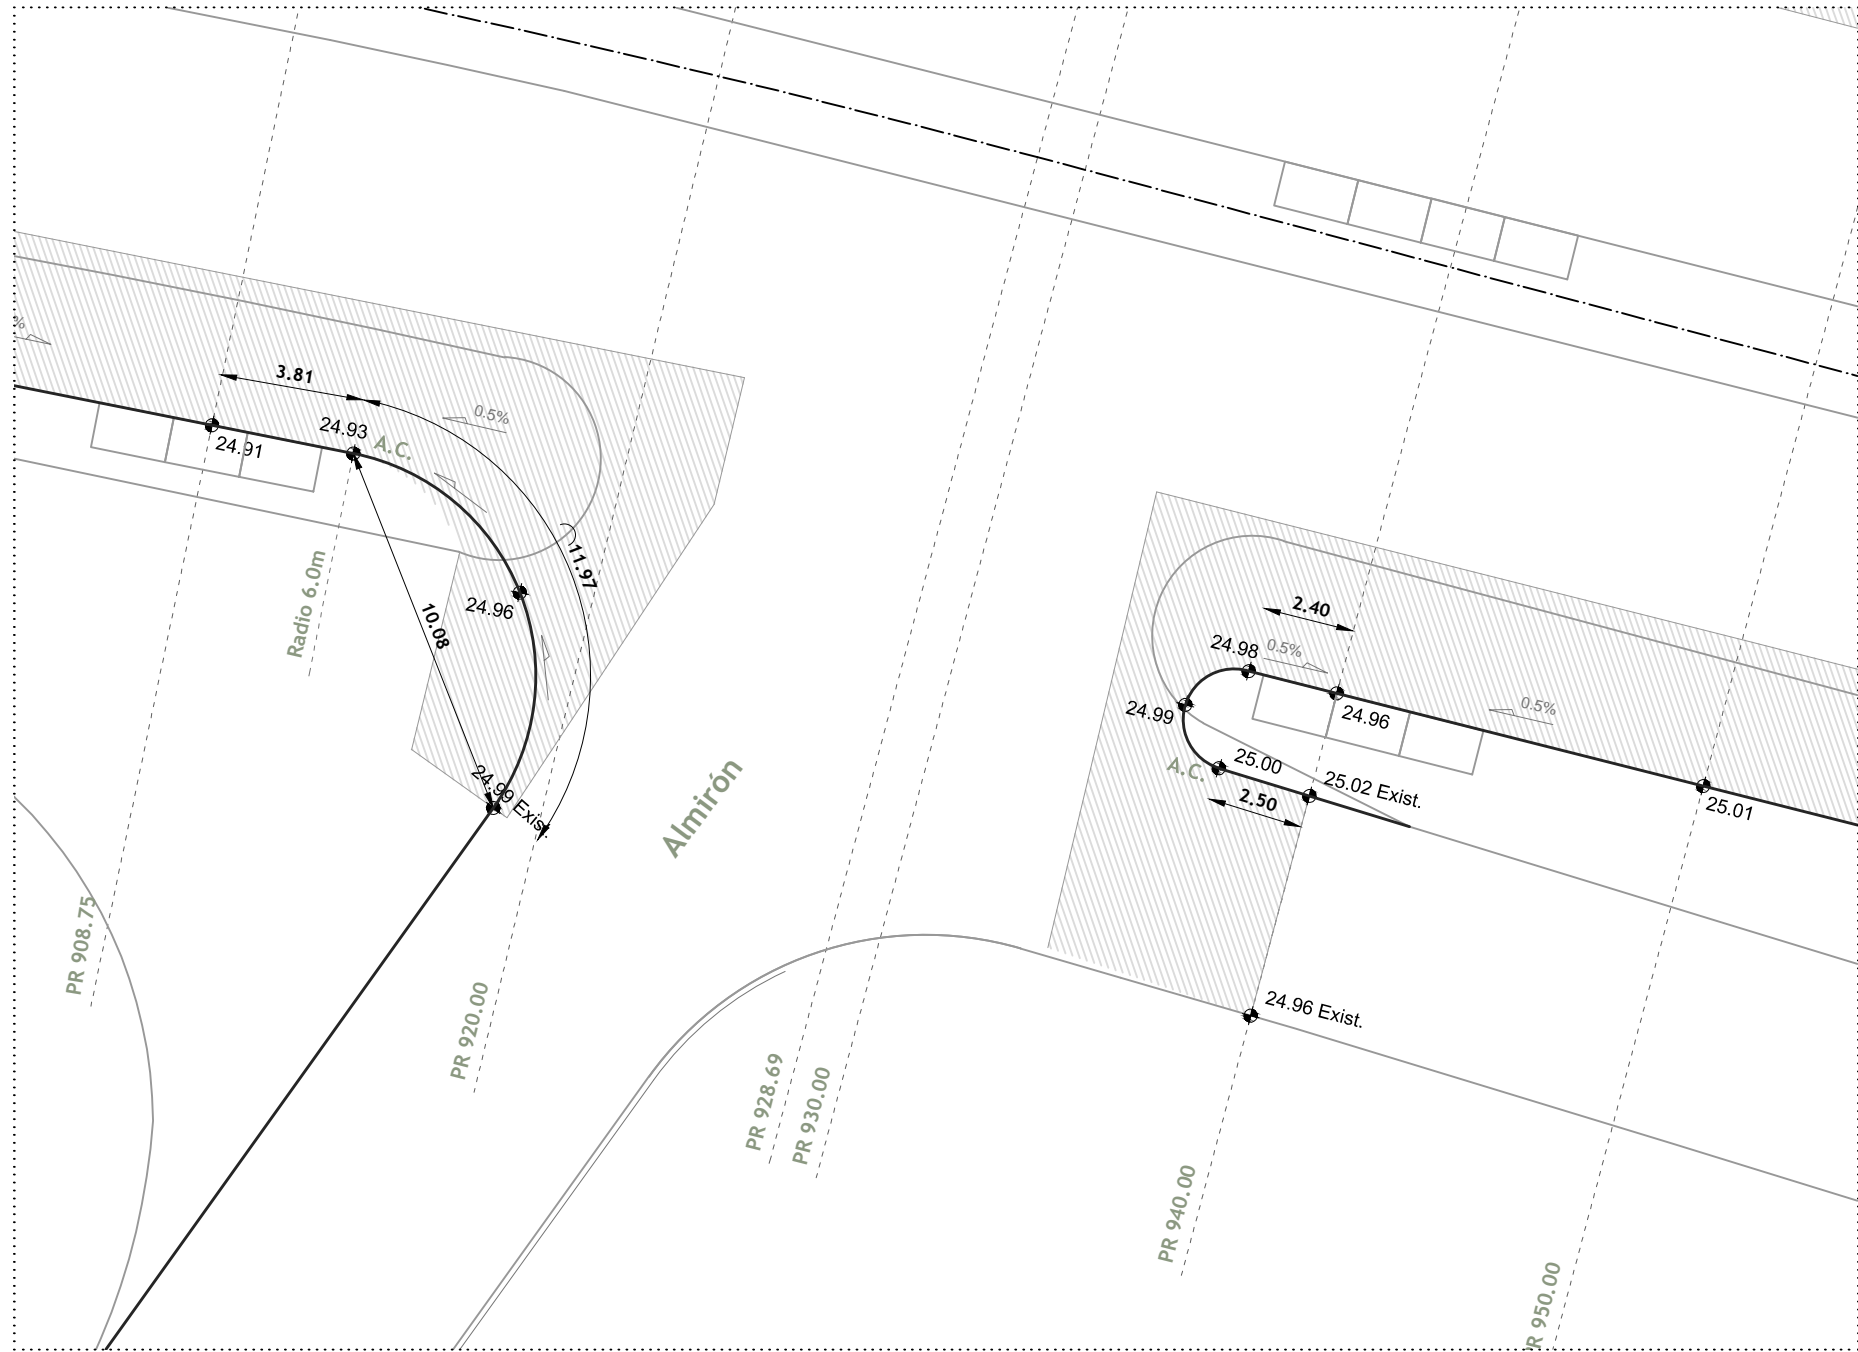 %
3.81
24.93
A.C.
0.5%
24.91
11.97
Radio 6.0m
24.96
10.08
24.99 Exist.
Almirón
2.40
24.98
0.5%
24.99
24.96
0.5%
25.00
A.C.
25.02 Exist.
2.50
25.01
PR 908.75
PR 920.00
24.96 Exist.
PR 928.69
PR 930.00
PR 940.00
R 950.00